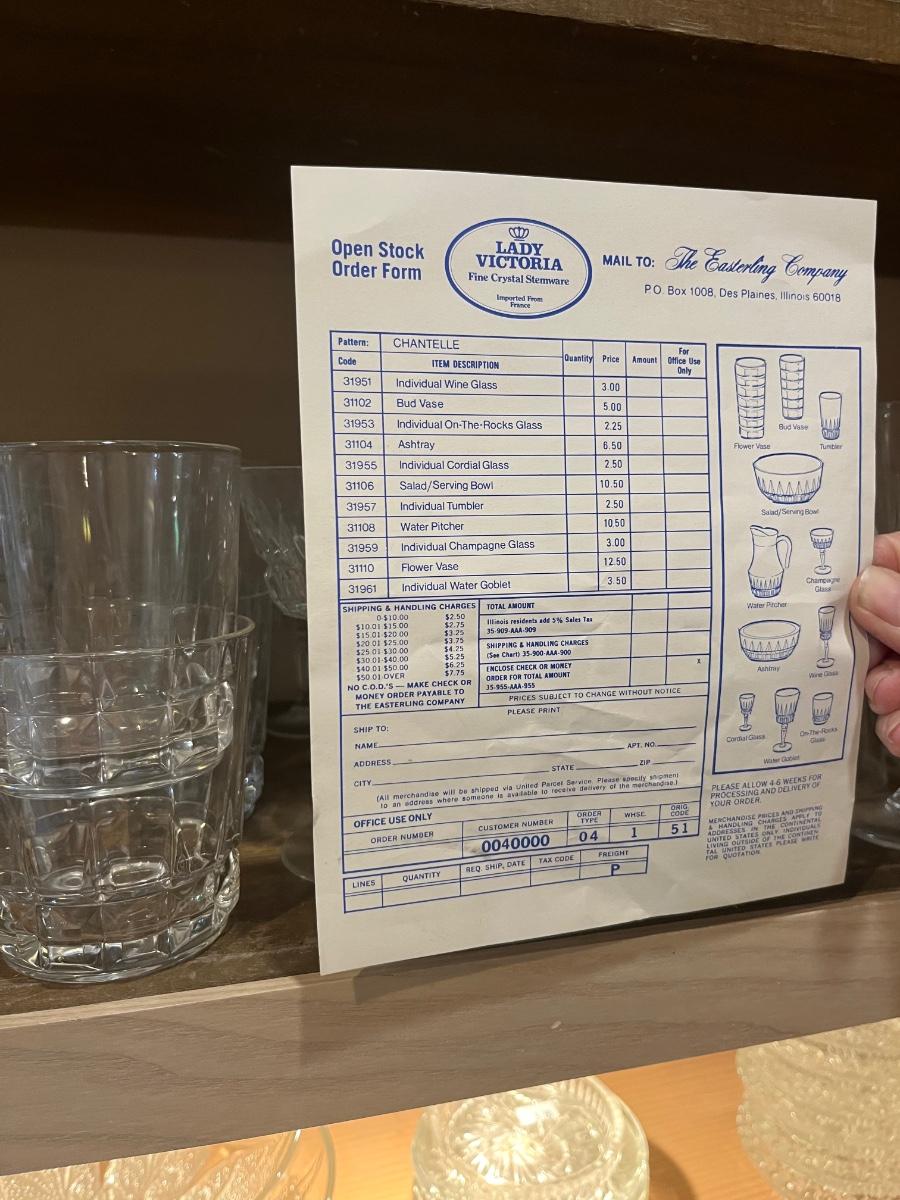 Open Stock
Order Form
LADY
VICTORIA
Fine Crystal Stemware
Imported From
France
MAIL TO: The Easterling Company
P.O. Box 1008, Des Plaines, Illinois 60018
Pattern: CHANTELLE
Code ITEM DESCRIPTION Quantity Price Amount For Office Use Only
31951 Individual Wine Glass 3.00
31102 Bud Vase 5.00
31953 Individual On-The-Rocks Glass 2.25
31104 Ashtray 6.50
31955 Individual Cordial Glass 2.50
31106 Salad/Serving Bowl 10.50
31957 Individual Tumbler 2.50
31108 Water Pitcher 10.50
31959 Individual Champagne Glass 3.00
31110 Flower Vase 12.50
31961 Individual Water Goblet 3.50
SHIPPING & HANDLING CHARGES
0-$10.00 $2.50
$10.01 $15.00 $2.75
$15.01-$20.00 $3.25
$20.01 $25.00 $3.75
$25.01-$30.00 $4.25
$30.01-$40.00 $5.25
$40.01-$50.00 $6.25
$50.01-OVER $7.75
NO C.O.D.'S — MAKE CHECK OR
MONEY ORDER PAYABLE TO
THE EASTERLING COMPANY
TOTAL AMOUNT
Illinois residents add 5% Sales Tax
35-909-AAA-909
SHIPPING & HANDLING CHARGES
(See Chart) 35-900-AAA-900
ENCLOSE CHECK OR MONEY
ORDER FOR TOTAL AMOUNT
35-955-AAA-955
X
PRICES SUBJECT TO CHANGE WITHOUT NOTICE
PLEASE PRINT
SHIP TO:
NAME APT. NO.
ADDRESS
CITY STATE ZIP
(All merchandise will be shipped via United Parcel Service. Please specify shipment
to an address where someone is available to receive delivery of the merchandise.)
OFFICE USE ONLY
ORDER NUMBER CUSTOMER NUMBER ORDER TYPE WHSE. ORIG. CODE
0040000 04 1 51
LINES QUANTITY REQ. SHIP, DATE TAX CODE FREIGHT
P
Flower Vase
Bud Vase
Tumbler
Salad/Serving Bowl
Water Pitcher
Champagne
Glass
Ashtray
Wine Glass
Cordial Glass
Water Goblet
On-The-Rocks
Glass
PLEASE ALLOW 4-6 WEEKS FOR
PROCESSING AND DELIVERY OF
YOUR ORDER.
MERCHANDISE PRICES AND SHIPPING
& HANDLING CHARGES APPLY TO
ADDRESSES IN THE CONTINENTAL
UNITED STATES ONLY. INDIVIDUALS
LIVING OUTSIDE OF THE CONTINEN-
TAL UNITED STATES PLEASE WRITE
FOR QUOTATION.